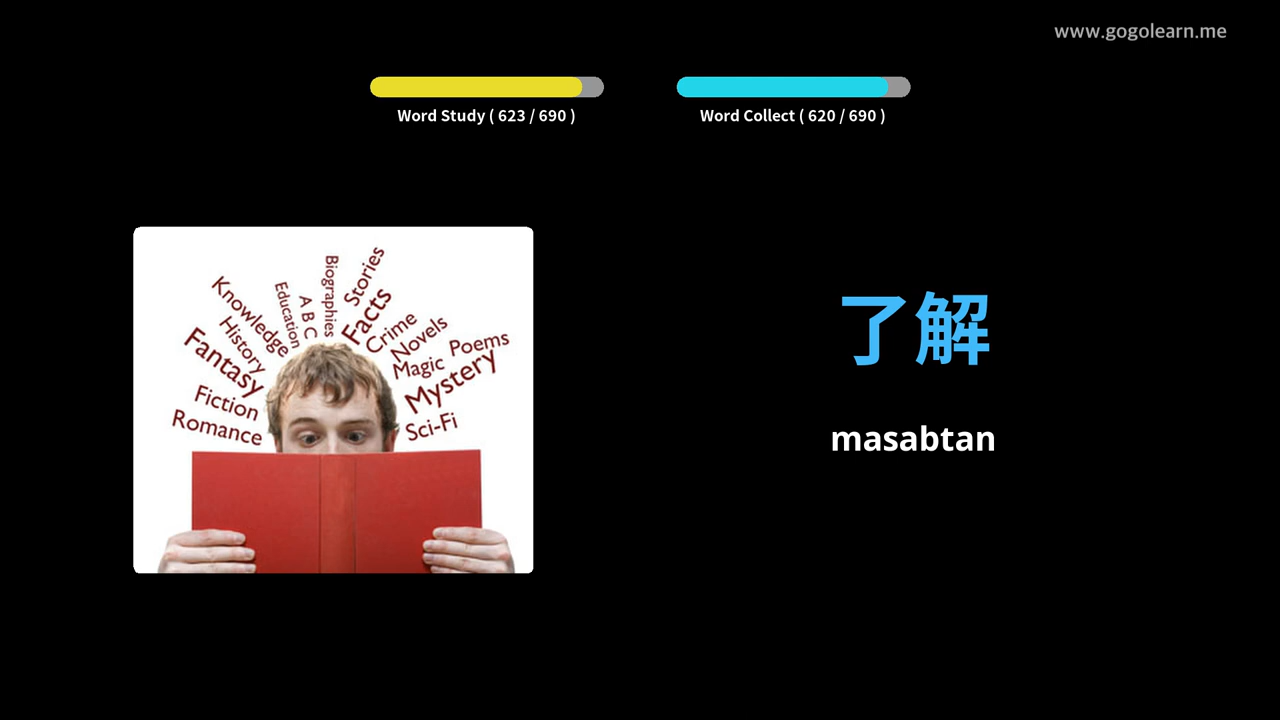 www.gogolearn.me
Word Study ( 623 / 690 )
Word Collect ( 620 / 690 )
Biographies
Stories
Education
A B C
Facts
Knowledge
Crime
History
Novels
Fantasy
Magic
Poems
Mystery
Fiction
Romance
Sci-Fi
了解
masabtan